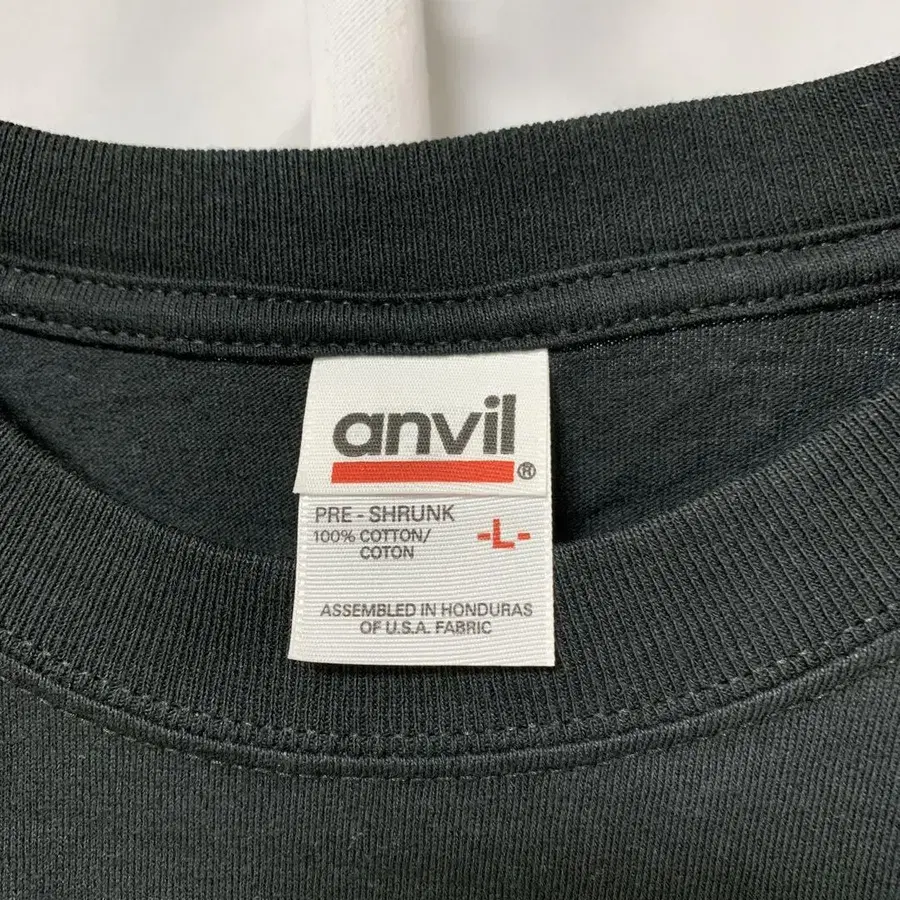 anvil®
PRE - SHRUNK
100% COTTON/
COTON
-L-
ASSEMBLED IN HONDURAS
OF U.S.A. FABRIC